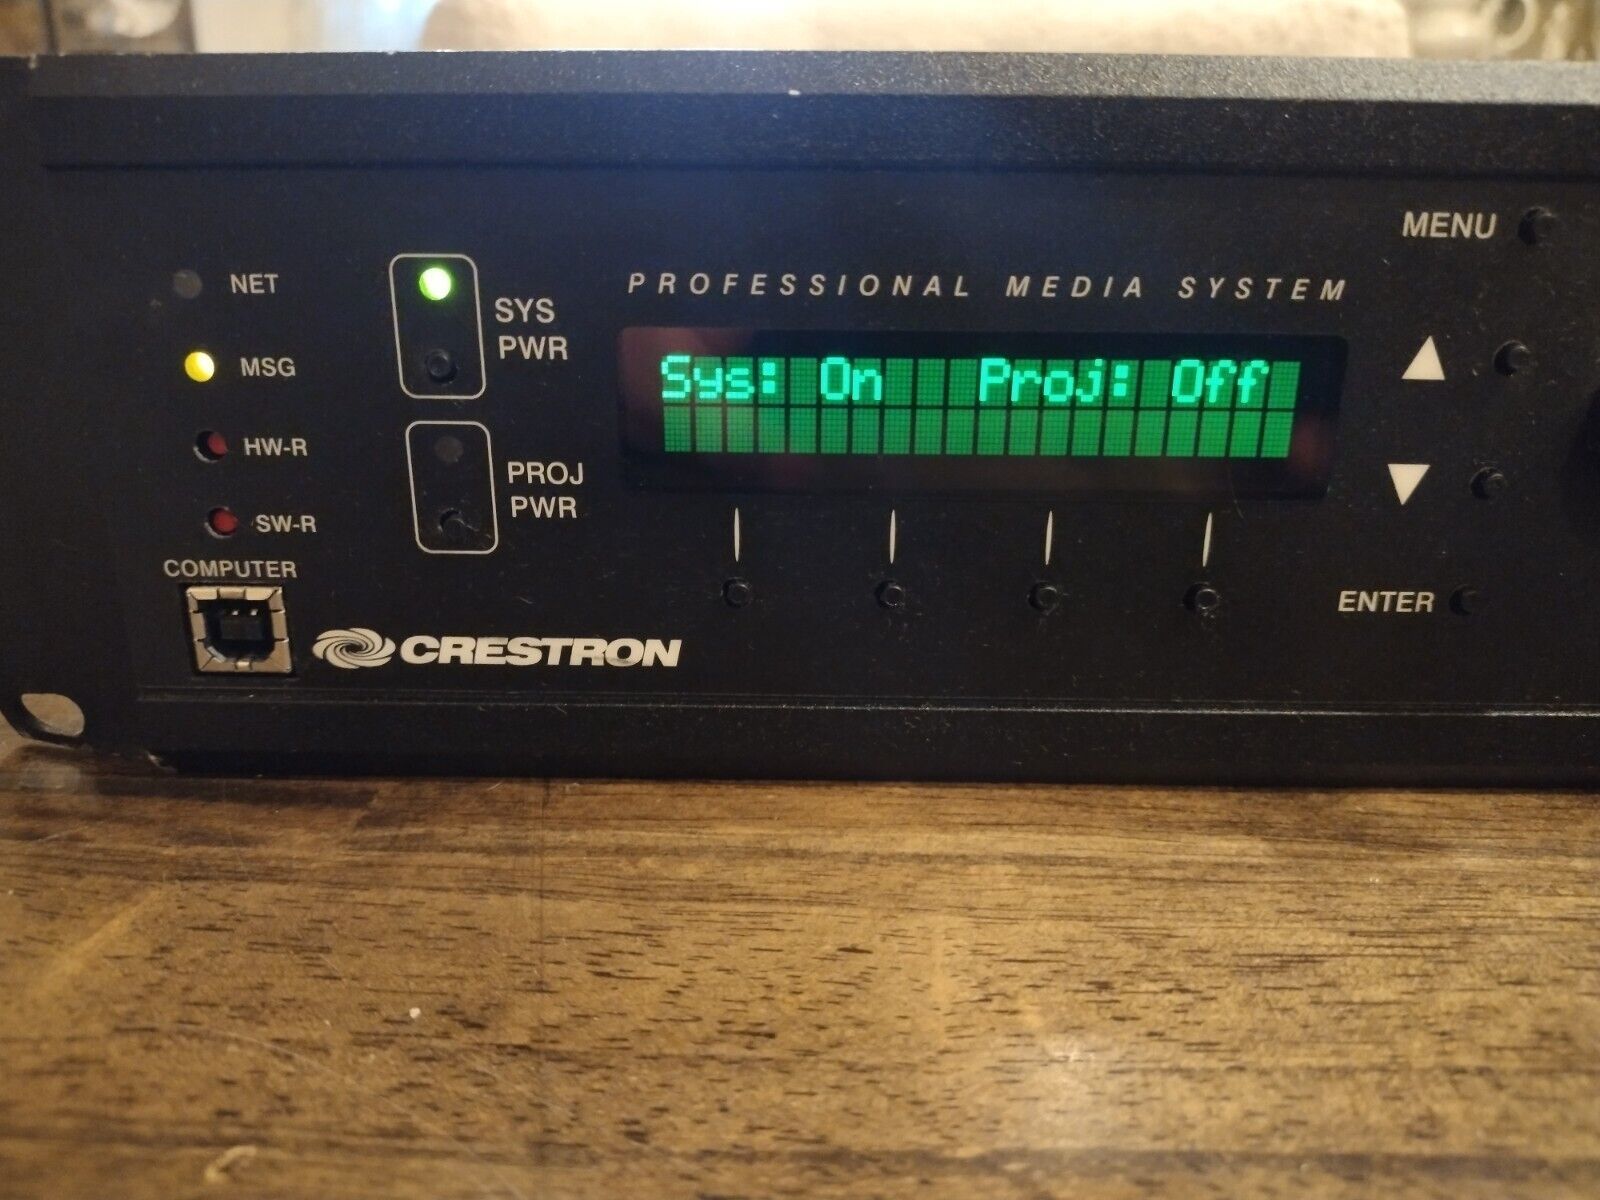 MENU
NET
PROFESSIONAL MEDIA SYSTEM
SYS
PWR
MSG
Sys: On Proj: Off
HW-R
PROJ
PWR
SW-R
COMPUTER
ENTER
CRESTRON